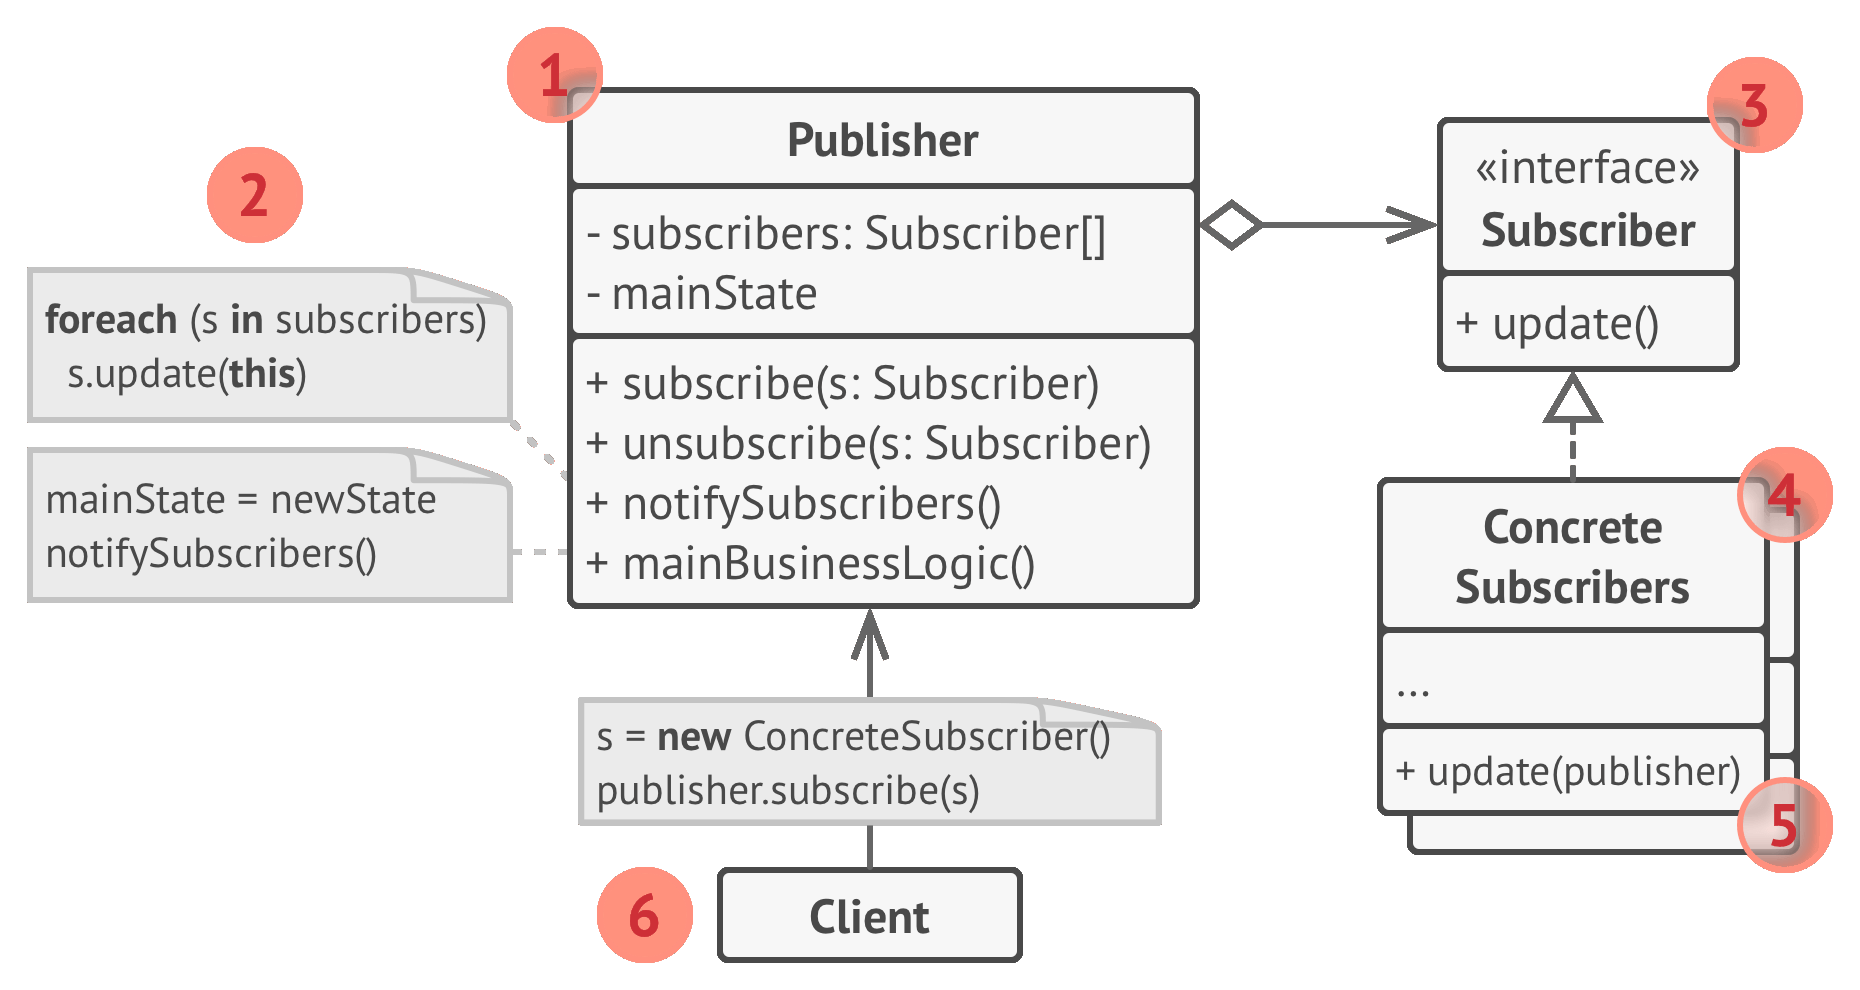 1
Publisher
- subscribers: Subscriber[]
- mainState
+ subscribe(s: Subscriber)
+ unsubscribe(s: Subscriber)
+ notifySubscribers()
+ mainBusinessLogic()
2
foreach (s in subscribers)
s.update(this)
mainState = newState
notifySubscribers()
3
«interface»
Subscriber
+ update()
4
Concrete
Subscribers
...
+ update(publisher)
5
s = new ConcreteSubscriber()
publisher.subscribe(s)
6
Client